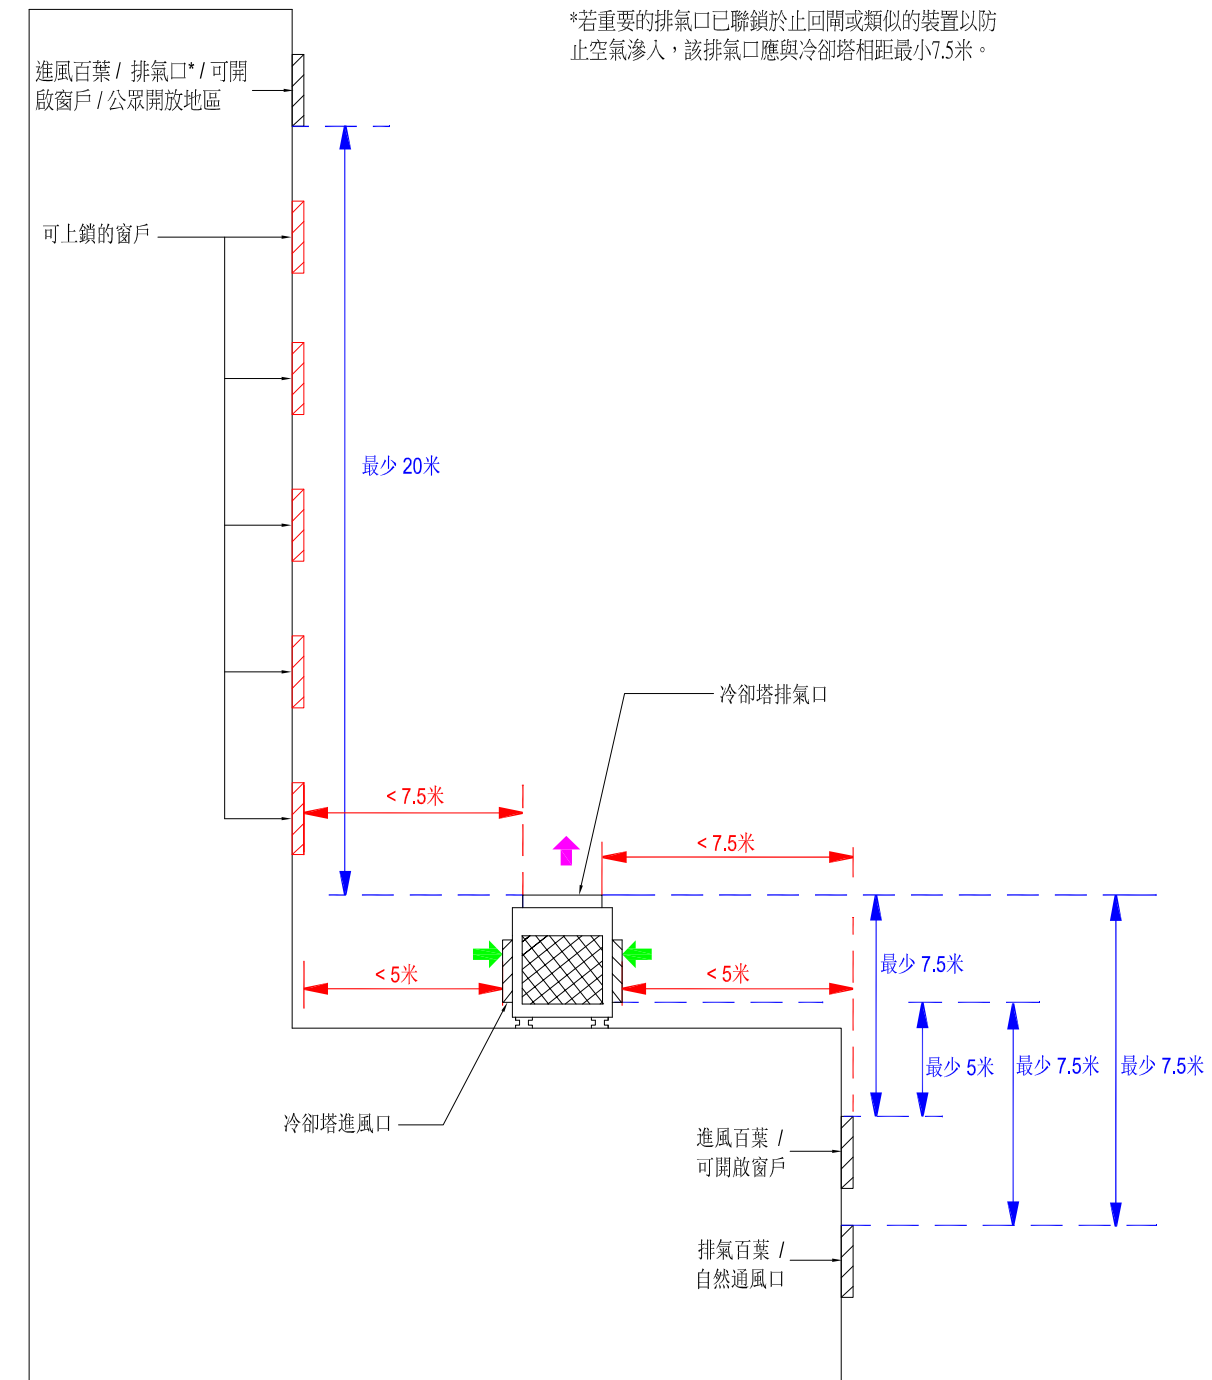 *若重要的排氣口已聯鎖於止回閘或類似的裝置以防
止空氣滲入，該排氣口應與冷卻塔相距最小7.5米。
進風百葉 / 排氣口* / 可開
啟窗戶 / 公眾開放地區
可上鎖的窗戶
最少 20米
冷卻塔排氣口
< 7.5米
< 7.5米
< 5米
< 5米
最少 7.5米
最少 5米
最少 7.5米
最少 7.5米
冷卻塔進風口
進風百葉 /
可開啟窗戶
排氣百葉 /
自然通風口